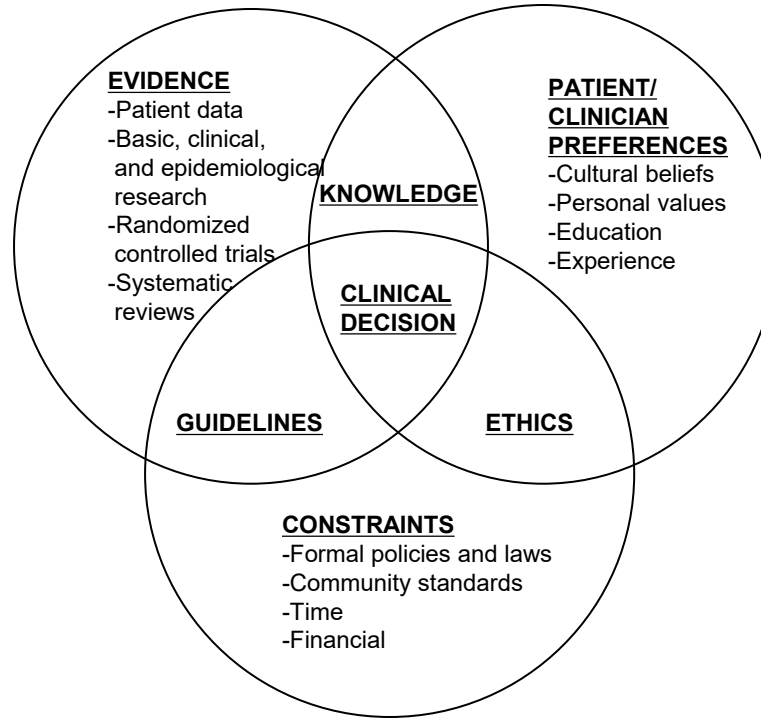 EVIDENCE
-Patient data
-Basic, clinical,
and epidemiological
research
-Randomized
controlled trials
-Systematic
reviews
PATIENT/
CLINICIAN
PREFERENCES
-Cultural beliefs
-Personal values
-Education
-Experience
KNOWLEDGE
CLINICAL
DECISION
GUIDELINES
ETHICS
CONSTRAINTS
-Formal policies and laws
-Community standards
-Time
-Financial